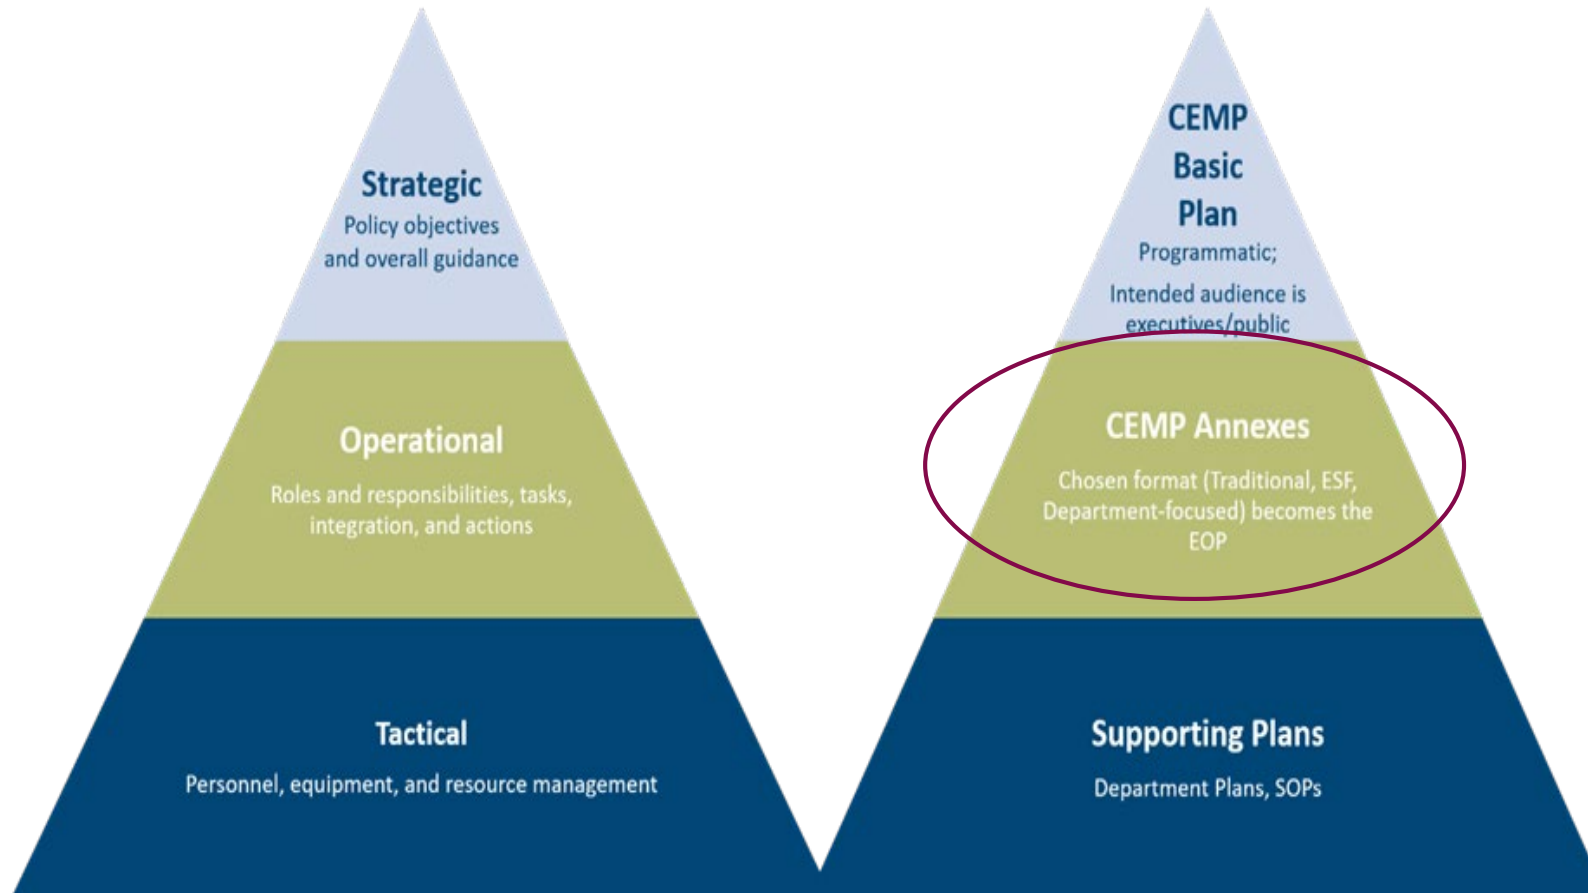 Strategic
Policy objectives
and overall guidance
Operational
Roles and responsibilities, tasks,
integration, and actions
Tactical
Personnel, equipment, and resource management
CEMP
Basic
Plan
Programmatic;
Intended audience is
executives/public
CEMP Annexes
Chosen format (Traditional, ESF,
Department-focused) becomes the
EOP
Supporting Plans
Department Plans, SOPs